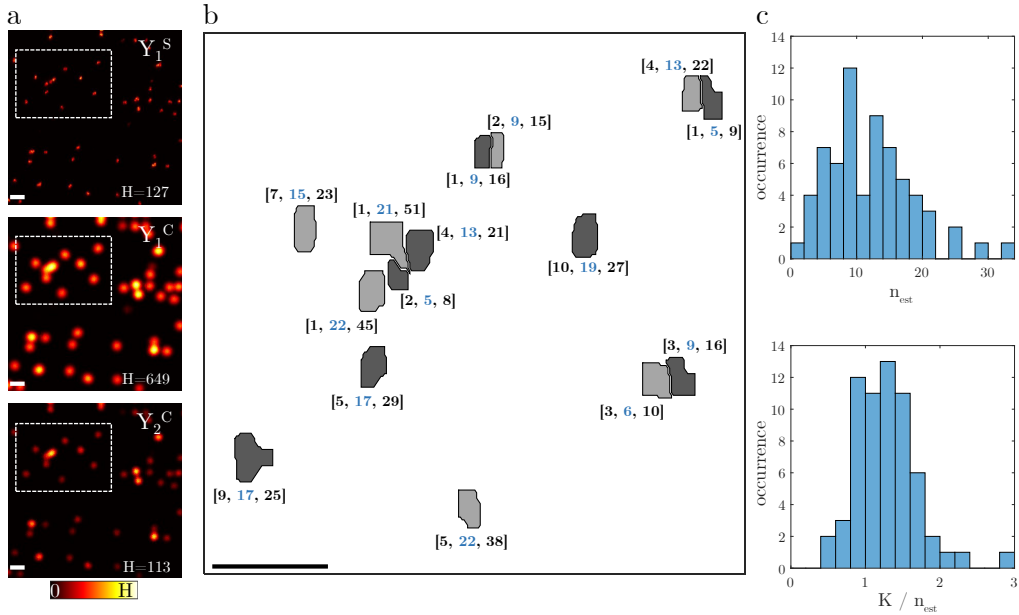 a
Y₁ˢ
H=127
Y₁ᶜ
H=649
Y₂ᶜ
H=113
0 H
b
[4, 13, 22]
[1, 5, 9]
[2, 9, 15]
[1, 9, 16]
[7, 15, 23]
[1, 21, 51]
[4, 13, 21]
[10, 19, 27]
[2, 5, 8]
[1, 22, 45]
[3, 9, 16]
[5, 17, 29]
[3, 6, 10]
[9, 17, 25]
[5, 22, 38]
c
14
12
10
8
6
4
2
0
occurrence
0 10 20 30
n_est
14
12
10
8
6
4
2
0
occurrence
0 1 2 3
K / n_est